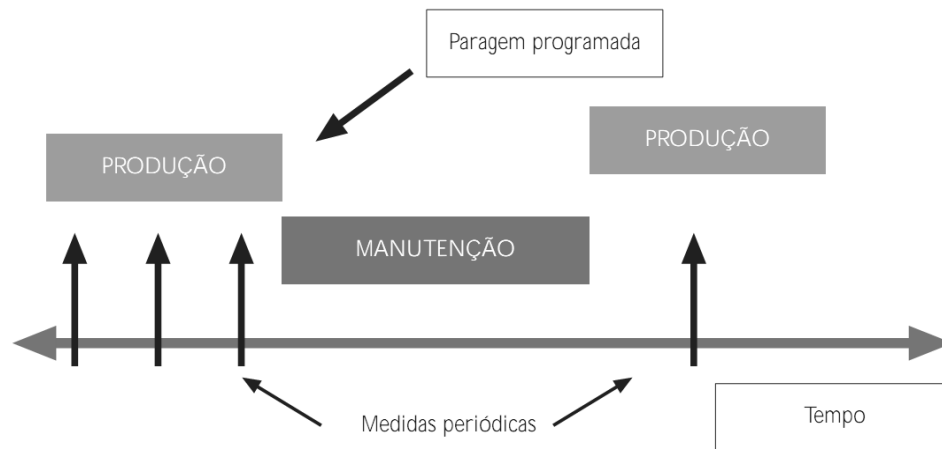 Paragem programada
PRODUÇÃO
PRODUÇÃO
MANUTENÇÃO
Medidas periódicas
Tempo